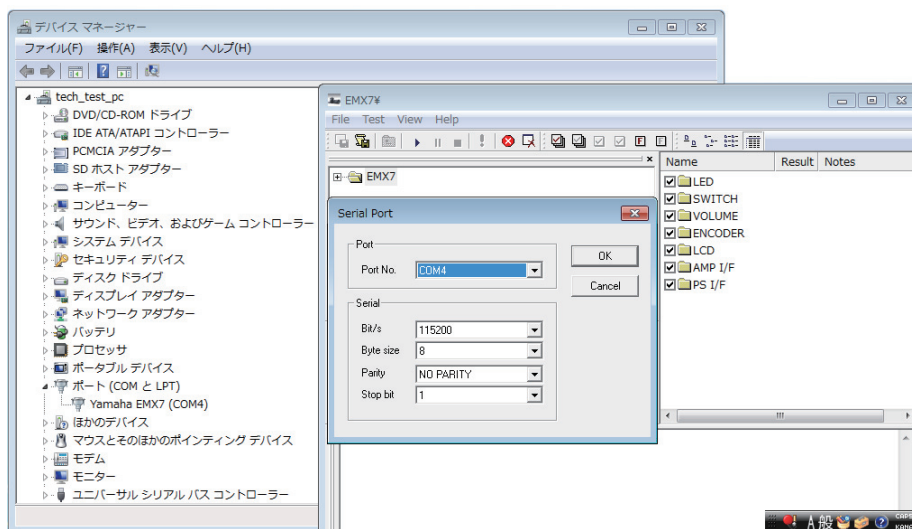 デバイス マネージャー
ファイル(F) 操作(A) 表示(V) ヘルプ(H)
tech_test_pc
DVD/CD-ROM ドライブ
IDE ATA/ATAPI コントローラー
PCMCIA アダプター
SD ホスト アダプター
キーボード
コンピューター
サウンド、ビデオ、およびゲーム コントローラー
システム デバイス
セキュリティ デバイス
ディスク ドライブ
ディスプレイ アダプター
ネットワーク アダプター
バッテリ
プロセッサ
ポータブル デバイス
ポート (COM と LPT)
Yamaha EMX7 (COM4)
ほかのデバイス
マウスとそのほかのポインティング デバイス
モデム
モニター
ユニバーサル シリアル バス コントローラー
EMX7¥
File Test View Help
EMX7
Name Result Notes
LED
SWITCH
VOLUME
ENCODER
LCD
AMP I/F
PS I/F
Serial Port
Port
Port No. COM4
OK
Cancel
Serial
Bit/s 115200
Byte size 8
Parity NO PARITY
Stop bit 1
A 般
CAPS